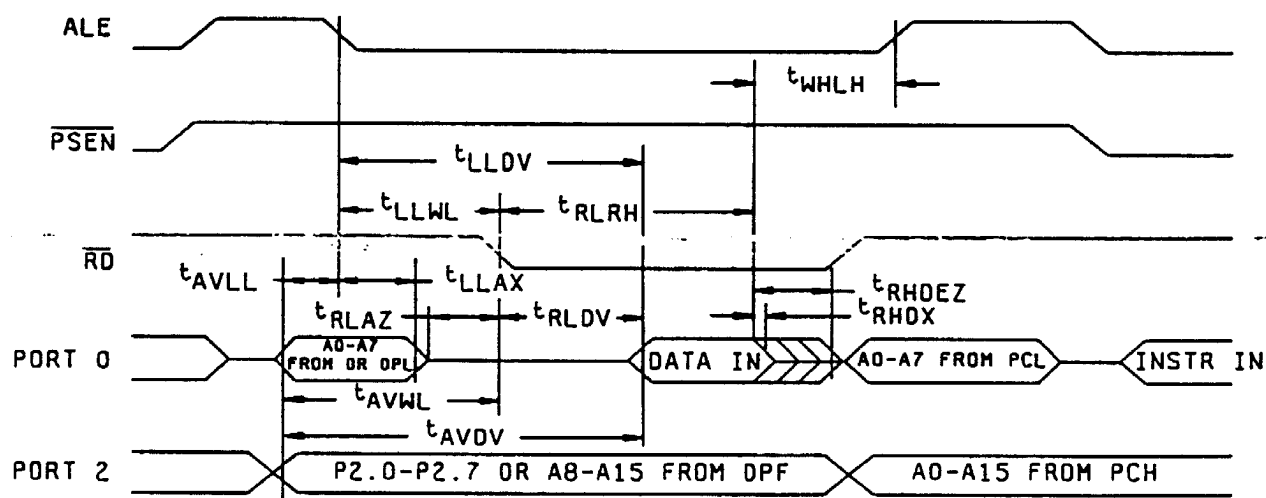 ALE
tWHLH
PSEN
tLLDV
tLLWL
tRLRH
RD
tAVLL
tLLAX
tRHDEZ
tRLAZ
tRLDV
tRHDX
PORT 0
A0-A7
FROM OR DPL
DATA IN
A0-A7 FROM PCL
INSTR IN
tAVWL
tAVDV
PORT 2
P2.0-P2.7 OR A8-A15 FROM DPF
A0-A15 FROM PCH